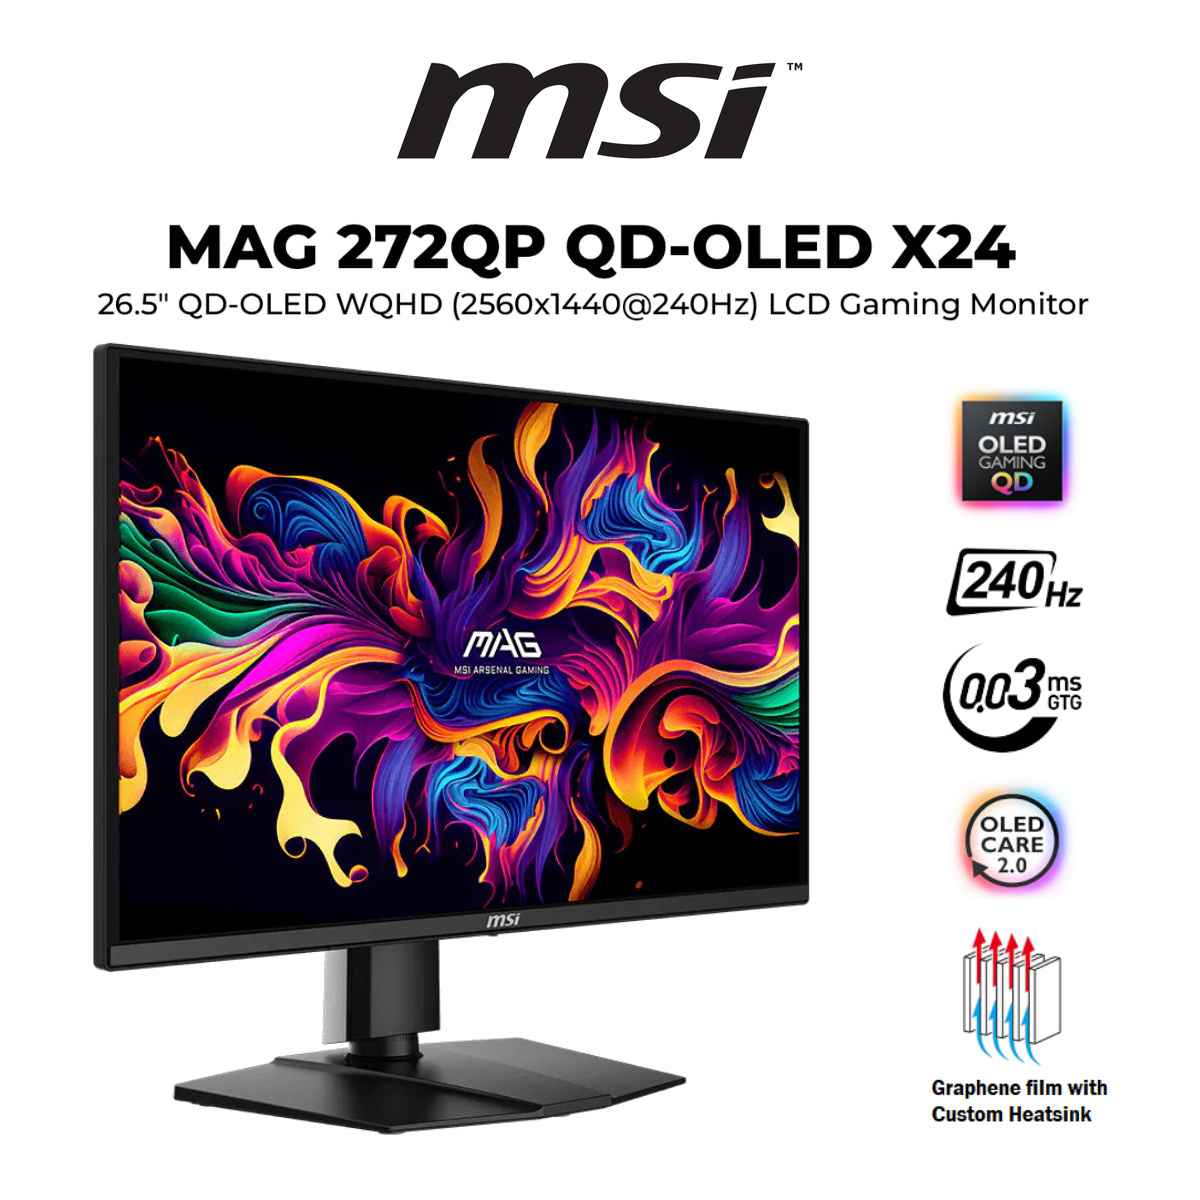 msi™
MAG 272QP QD-OLED X24
26.5" QD-OLED WQHD (2560x1440@240Hz) LCD Gaming Monitor
msi
OLED
GAMING
QD
240Hz
0.03 ms
GTG
MAG
MSI ARSENAL GAMING
OLED
CARE
2.0
msi
Graphene film with
Custom Heatsink